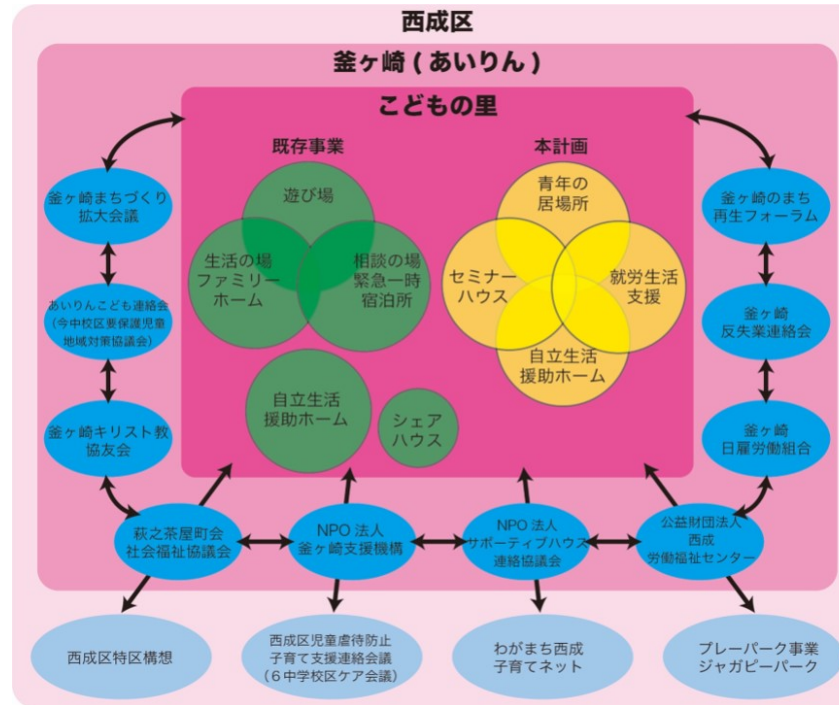 西成区
釜ヶ崎 ( あいりん )
こどもの里
既存事業
遊び場
生活の場
ファミリー
ホーム
相談の場
緊急一時
宿泊所
自立生活
援助ホーム
シェア
ハウス
本計画
青年の
居場所
セミナー
ハウス
就労生活
支援
自立生活
援助ホーム
釜ヶ崎まちづくり
拡大会議
あいりんこども連絡会
(今中校区要保護児童
地域対策協議会)
釜ヶ崎キリスト教
協友会
釜ヶ崎のまち
再生フォーラム
釜ヶ崎
反失業連絡会
釜ヶ崎
日雇労働組合
萩之茶屋町会
社会福祉協議会
NPO 法人
釜ヶ崎支援機構
NPO 法人
サポーティブハウス
連絡協議会
公益財団法人
西成
労働福祉センター
西成区特区構想
西成区児童虐待防止
子育て支援連絡会議
(6中学校区ケア会議)
わがまち西成
子育てネット
プレーパーク事業
ジャガピーパーク